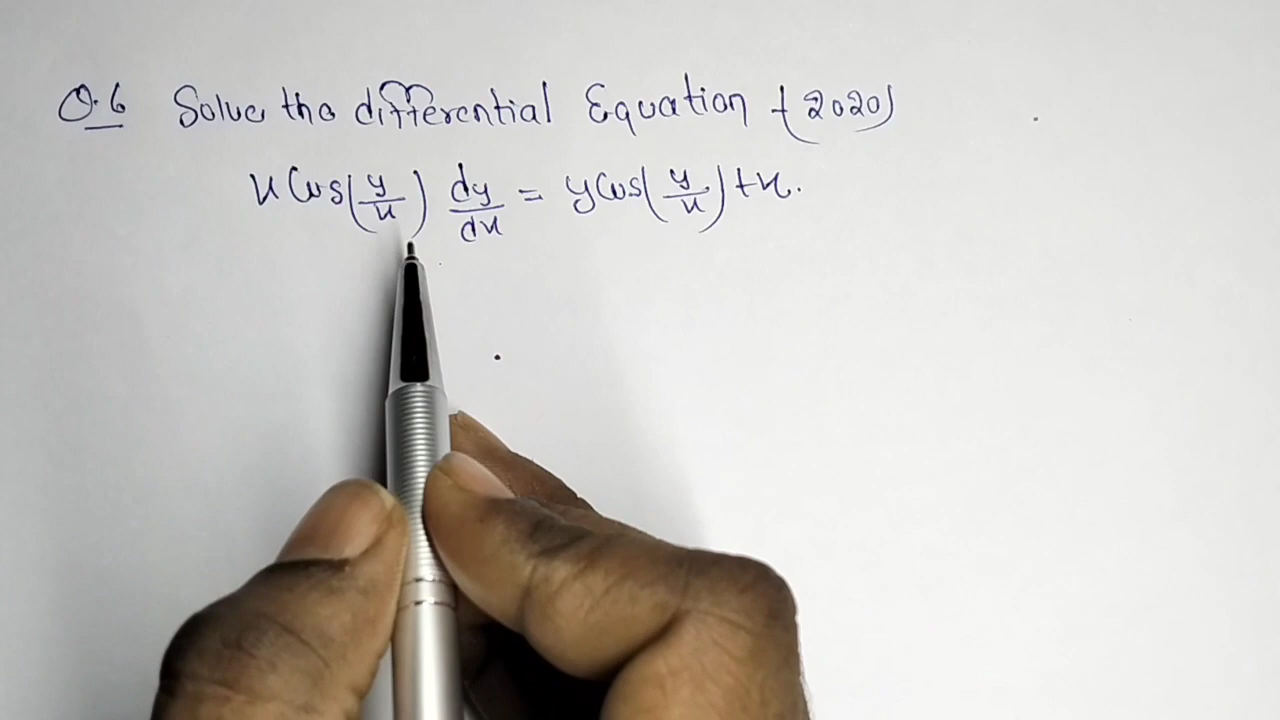 Q.6 Solve the differential Equation (2020)
x Cos(y/x) dy/dx = y Cos(y/x) + x.